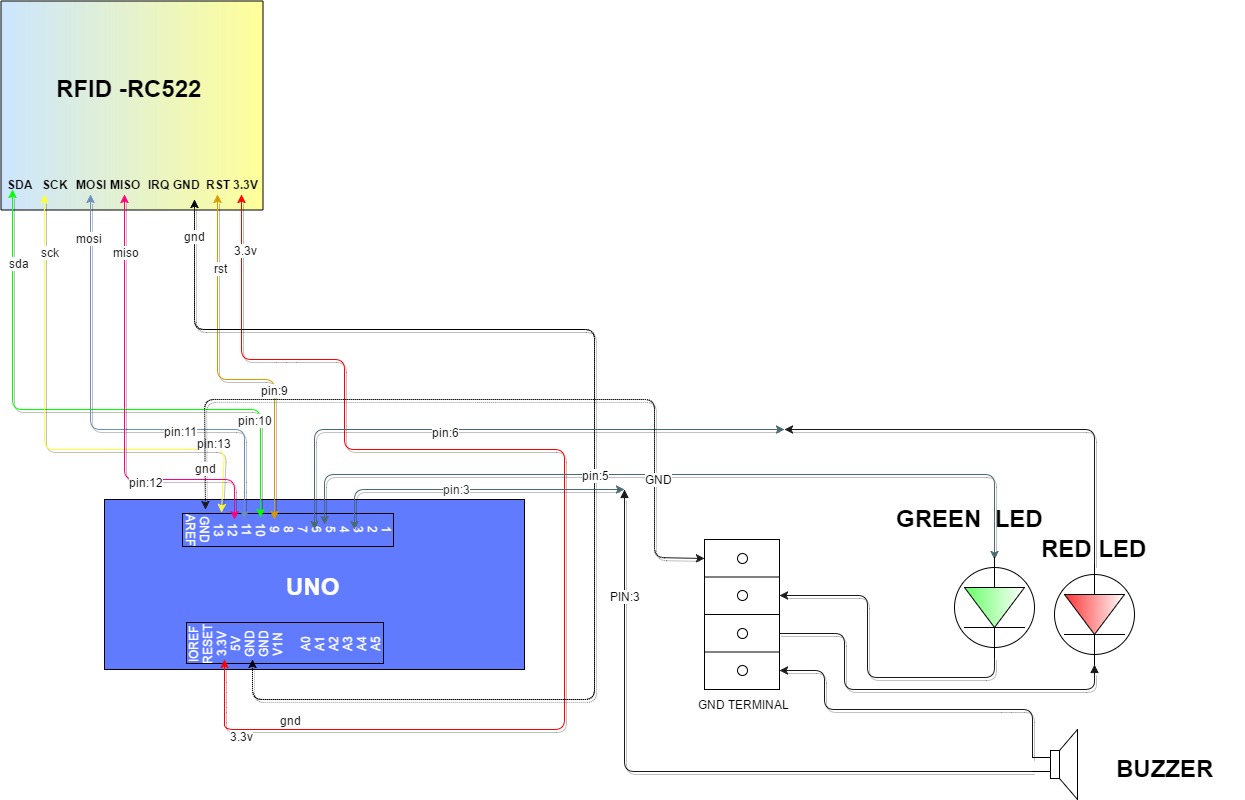 RFID -RC522
SDA SCK MOSI MISO IRQ GND RST 3.3V
mosi
gnd
sck
miso
3.3v
sda
rst
pin:9
pin:10
pin:11
pin:6
pin:13
gnd
pin:5
GND
pin:12
pin:3
GREEN LED
RED LED
AREF GND 13 12 11 10 9 8 7 6 5 4 3 2 1
UNO
PIN:3
IOREF RESET 3.3V 5V GND GND V1N A0 A1 A2 A3 A4 A5
GND TERMINAL
gnd
3.3v
BUZZER